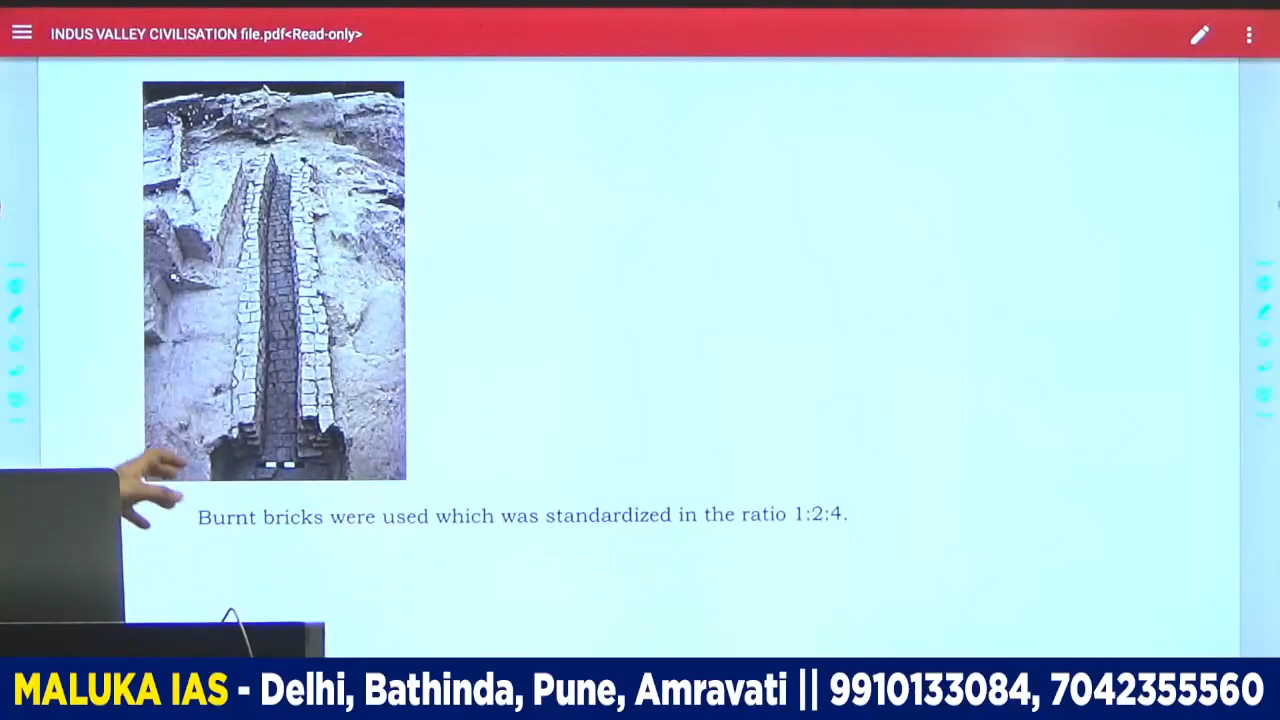 INDUS VALLEY CIVILISATION file.pdf<Read-only>
Burnt bricks were used which was standardized in the ratio 1:2:4.
MALUKA IAS - Delhi, Bathinda, Pune, Amravati || 9910133084, 7042355560